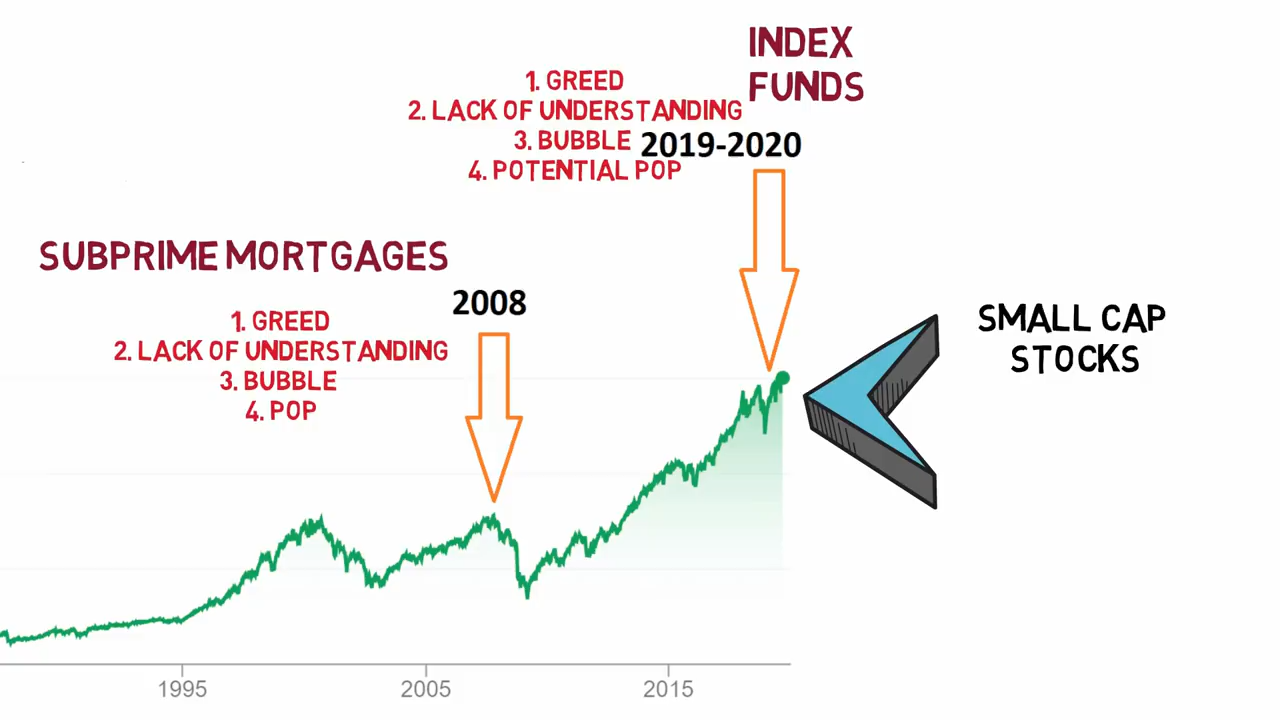 INDEX
FUNDS
1. GREED
2. LACK OF UNDERSTANDING
3. BUBBLE
4. POTENTIAL POP
2019-2020
SUBPRIME MORTGAGES
2008
1. GREED
2. LACK OF UNDERSTANDING
3. BUBBLE
4. POP
SMALL CAP
STOCKS
1995
2005
2015